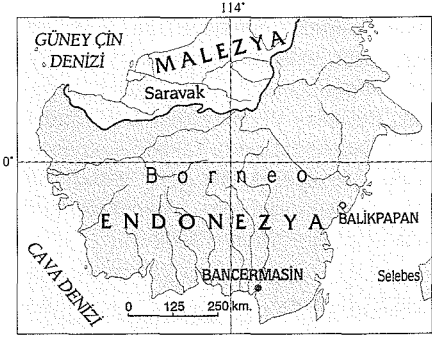 114°
GÜNEY ÇİN
DENİZİ
MALEZYA
Saravak
0°
Borneo
ENDONEZYA
BALİKPAPAN
CAVA DENİZİ
BANCERMASİN
Selebes
0 125 250 km.